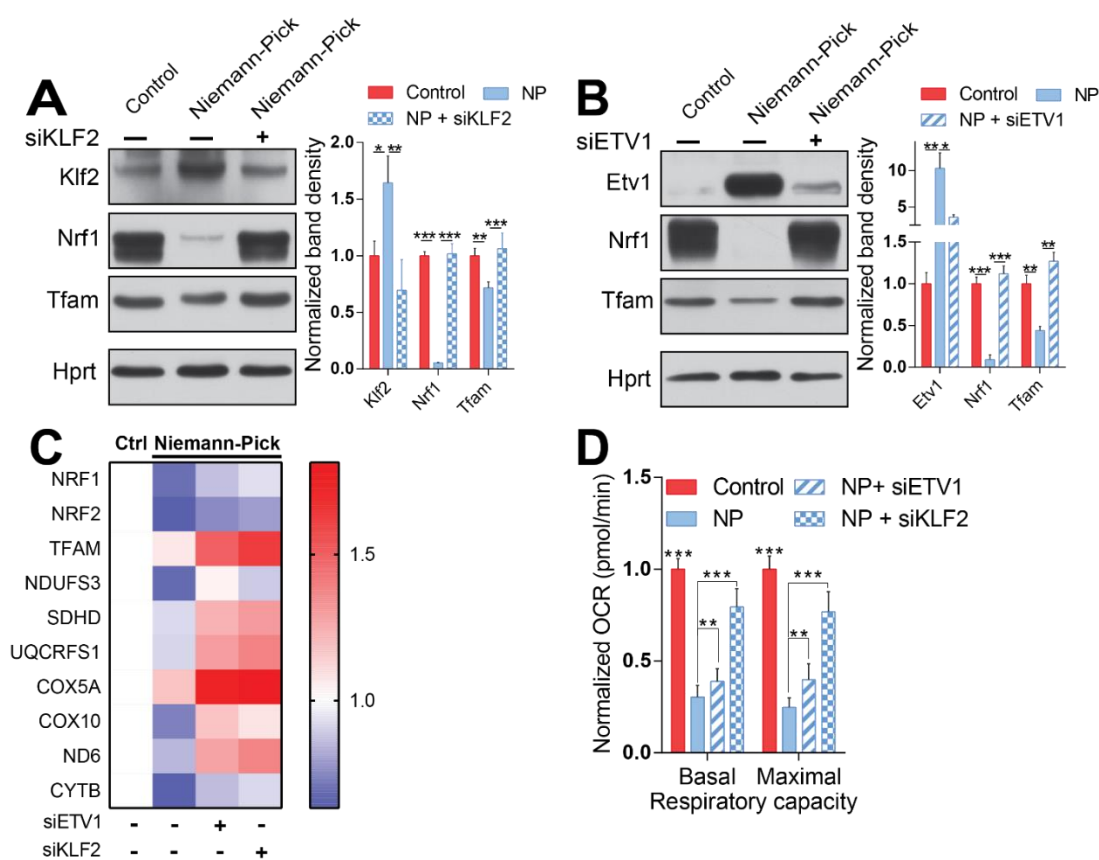 A
Control
Niemann-Pick
Niemann-Pick
siKLF2 − − +
Klf2
Nrf1
Tfam
Hprt
Control NP
NP + siKLF2
Normalized band density
2.0
1.5
1.0
0.5
0.0
* **
*** ***
** ***
Klf2 Nrf1 Tfam
B
Control
Niemann-Pick
Niemann-Pick
siETV1 − − +
Etv1
Nrf1
Tfam
Hprt
Control NP
NP + siETV1
Normalized band density
10
5
1.5
1.0
0.5
0.0
** *
*** ***
** **
Etv1 Nrf1 Tfam
C
Ctrl Niemann-Pick
NRF1
NRF2
TFAM
NDUFS3
SDHD
UQCRFS1
COX5A
COX10
ND6
CYTB
1.5
1.0
siETV1 - - + -
siKLF2 - - - +
D
Control NP+ siETV1
NP NP + siKLF2
Normalized OCR (pmol/min)
1.5
1.0
0.5
0.0
*** *** **
*** *** **
Basal Maximal
Respiratory capacity